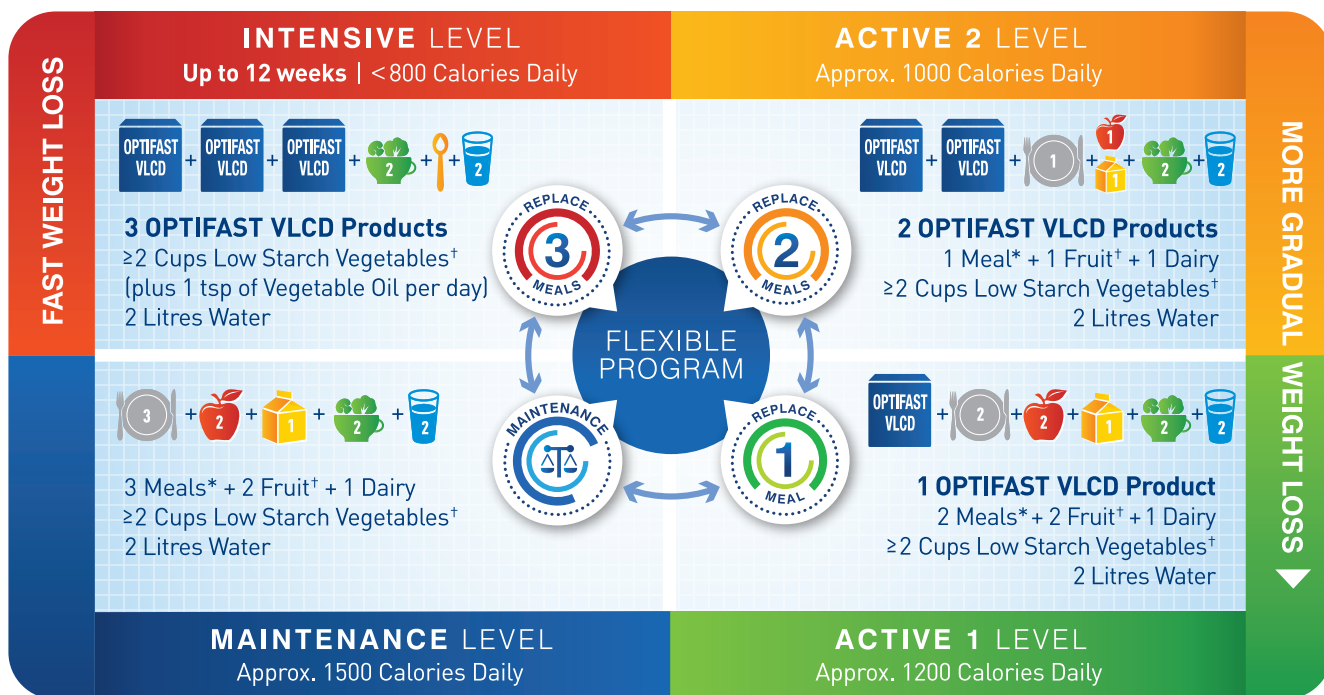 FAST WEIGHT LOSS
INTENSIVE LEVEL
Up to 12 weeks | <800 Calories Daily
OPTIFAST VLCD + OPTIFAST VLCD + OPTIFAST VLCD + 2 + + 2
3 OPTIFAST VLCD Products
≥2 Cups Low Starch Vegetables†
(plus 1 tsp of Vegetable Oil per day)
2 Litres Water
REPLACE
3
MEALS
ACTIVE 2 LEVEL
Approx. 1000 Calories Daily
OPTIFAST VLCD + OPTIFAST VLCD + 1 + 1 1 + 2 + 2
2 OPTIFAST VLCD Products
1 Meal* + 1 Fruit† + 1 Dairy
≥2 Cups Low Starch Vegetables†
2 Litres Water
REPLACE
2
MEALS
FLEXIBLE
PROGRAM
MORE GRADUAL WEIGHT LOSS
3 + 2 + 1 + 2 + 2
3 Meals* + 2 Fruit† + 1 Dairy
≥2 Cups Low Starch Vegetables†
2 Litres Water
MAINTENANCE
MAINTENANCE LEVEL
Approx. 1500 Calories Daily
REPLACE
1
MEAL
OPTIFAST VLCD + 2 + 2 + 1 + 2 + 2
1 OPTIFAST VLCD Product
2 Meals* + 2 Fruit† + 1 Dairy
≥2 Cups Low Starch Vegetables†
2 Litres Water
ACTIVE 1 LEVEL
Approx. 1200 Calories Daily